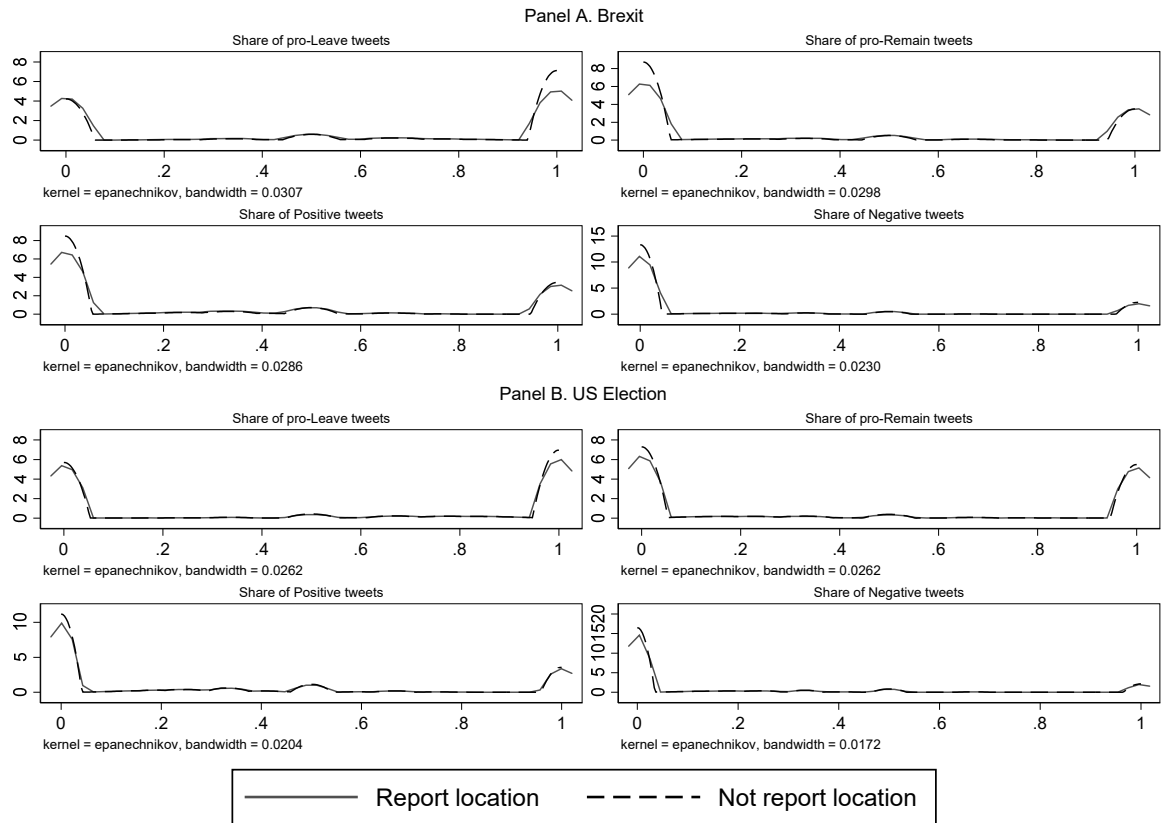 Panel A. Brexit
Share of pro-Leave tweets
0 2 4 6 8
0 .2 .4 .6 .8 1
kernel = epanechnikov, bandwidth = 0.0307
Share of pro-Remain tweets
0 2 4 6 8
0 .2 .4 .6 .8 1
kernel = epanechnikov, bandwidth = 0.0298
Share of Positive tweets
0 2 4 6 8
0 .2 .4 .6 .8 1
kernel = epanechnikov, bandwidth = 0.0286
Share of Negative tweets
0 5 10 15
0 .2 .4 .6 .8 1
kernel = epanechnikov, bandwidth = 0.0230
Panel B. US Election
Share of pro-Leave tweets
0 2 4 6 8
0 .2 .4 .6 .8 1
kernel = epanechnikov, bandwidth = 0.0262
Share of pro-Remain tweets
0 2 4 6 8
0 .2 .4 .6 .8 1
kernel = epanechnikov, bandwidth = 0.0262
Share of Positive tweets
0 5 10
0 .2 .4 .6 .8 1
kernel = epanechnikov, bandwidth = 0.0204
Share of Negative tweets
0 5 10 15 20
0 .2 .4 .6 .8 1
kernel = epanechnikov, bandwidth = 0.0172
Report location
Not report location